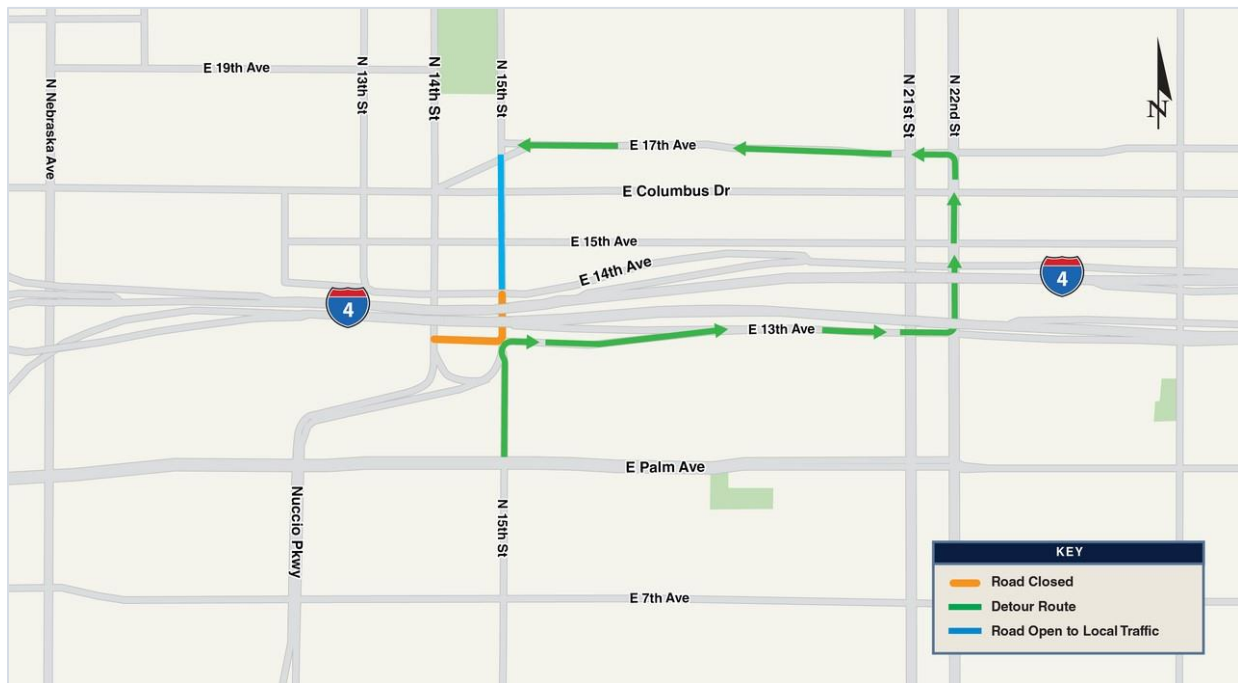 E 19th Ave
N Nebraska Ave
N 13th St
N 14th St
N 15th St
N 21st St
N 22nd St
N
E 17th Ave
E Columbus Dr
E 15th Ave
E 14th Ave
4
4
E 13th Ave
E Palm Ave
Nuccio Pkwy
N 15th St
E 7th Ave
KEY
Road Closed
Detour Route
Road Open to Local Traffic